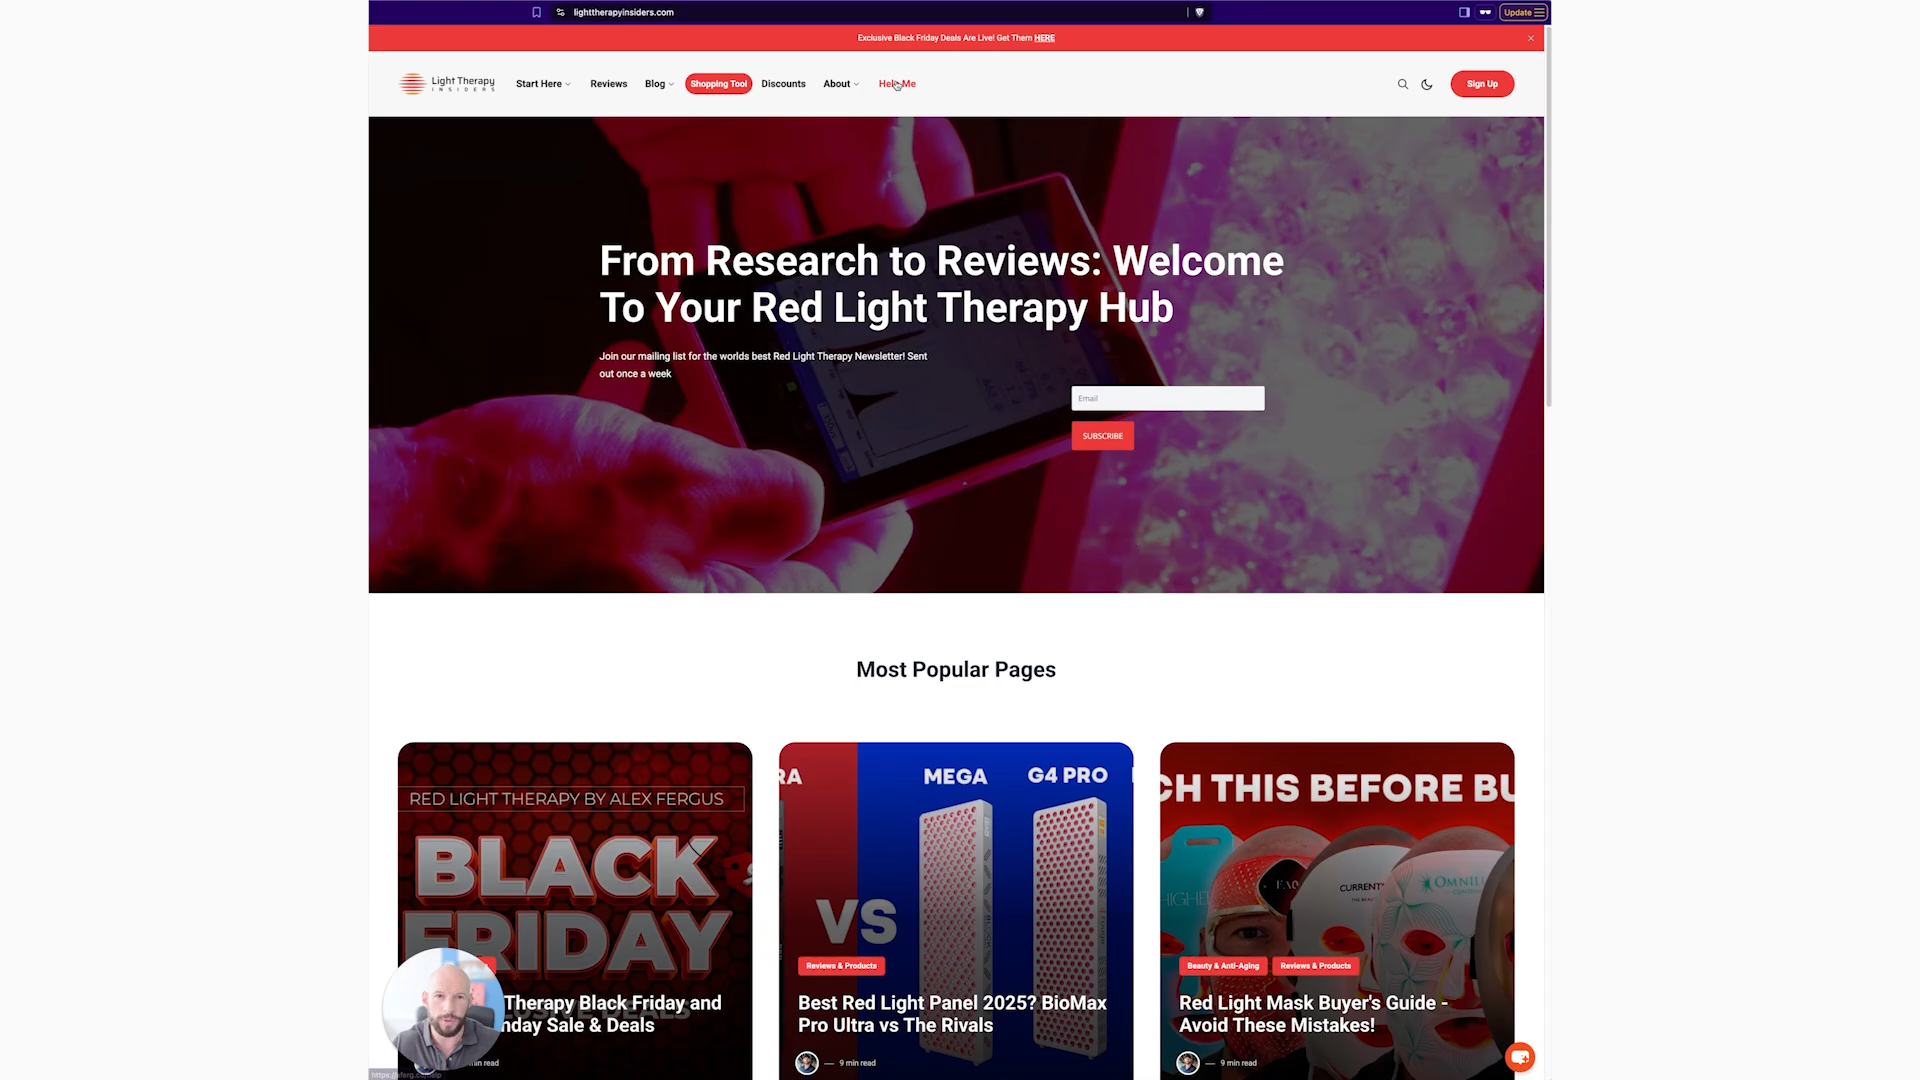 lighttherapyinsiders.com
Update
Exclusive Black Friday Deals Are Live! Get Them HERE
Light Therapy
INSIDERS
Start Here
Reviews
Blog
Shopping Tool
Discounts
About
Help Me
Sign Up
From Research to Reviews: Welcome
To Your Red Light Therapy Hub
Join our mailing list for the worlds best Red Light Therapy Newsletter! Sent
out once a week
Email
SUBSCRIBE
Most Popular Pages
RED LIGHT THERAPY BY ALEX FERGUS
BLACK
FRIDAY
Therapy Black Friday and
nday Sale & Deals
min read
RA
MEGA
G4 PRO
VS
Reviews & Products
Best Red Light Panel 2025? BioMax
Pro Ultra vs The Rivals
9 min read
CH THIS BEFORE BU
CURRENT
OMNILU
Beauty & Anti-Aging
Reviews & Products
Red Light Mask Buyer's Guide -
Avoid These Mistakes!
9 min read